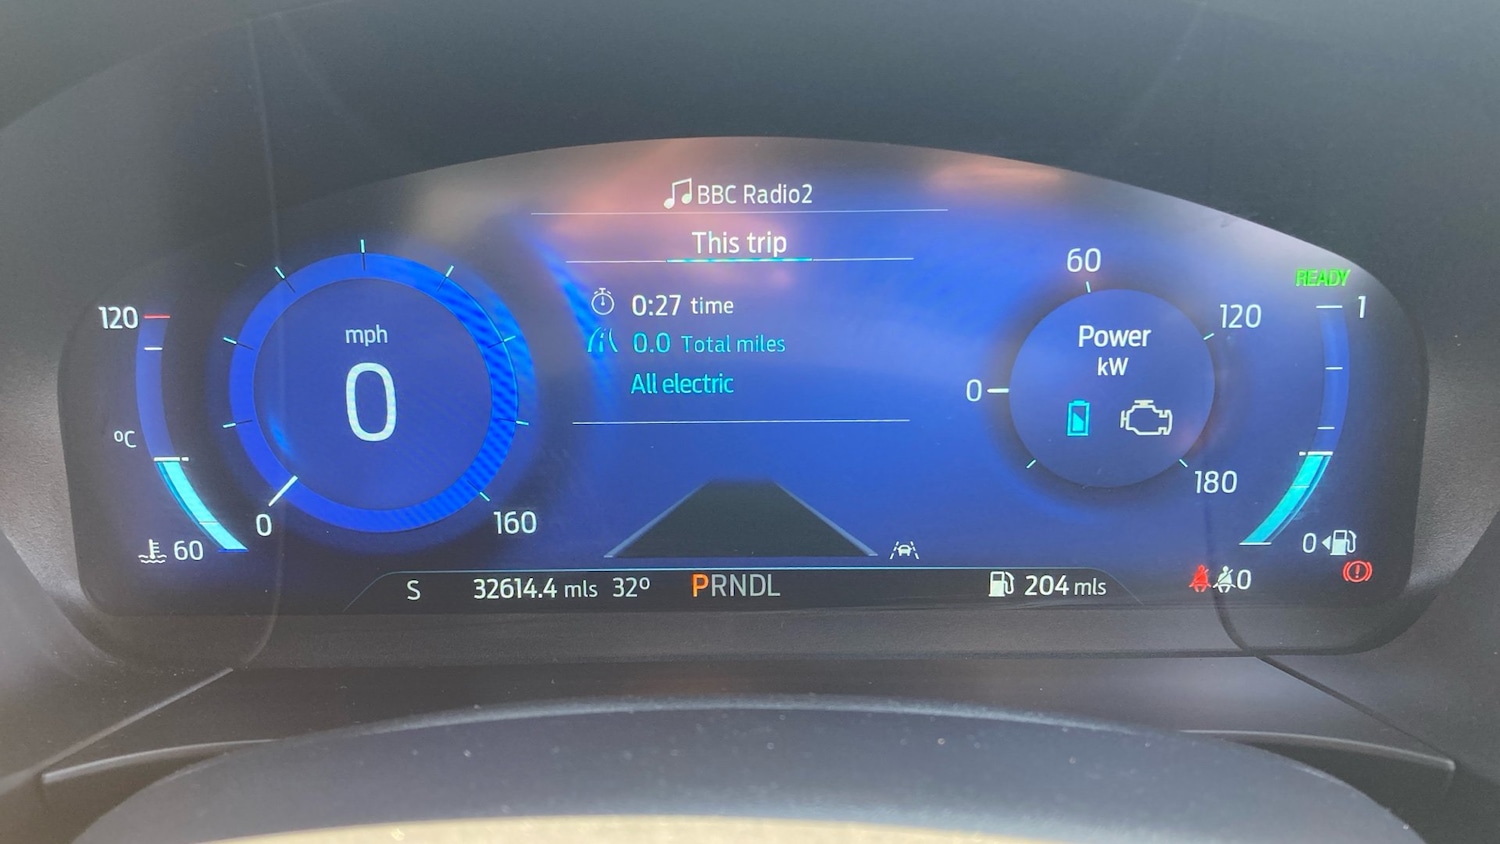 BBC Radio2
This trip
0:27 time
0.0 Total miles
All electric
120
°C
60
mph
0
0
160
60
0
120
180
Power
kW
READY
1
0
S 32614.4 mls 32° PRNDL 204 mls 0